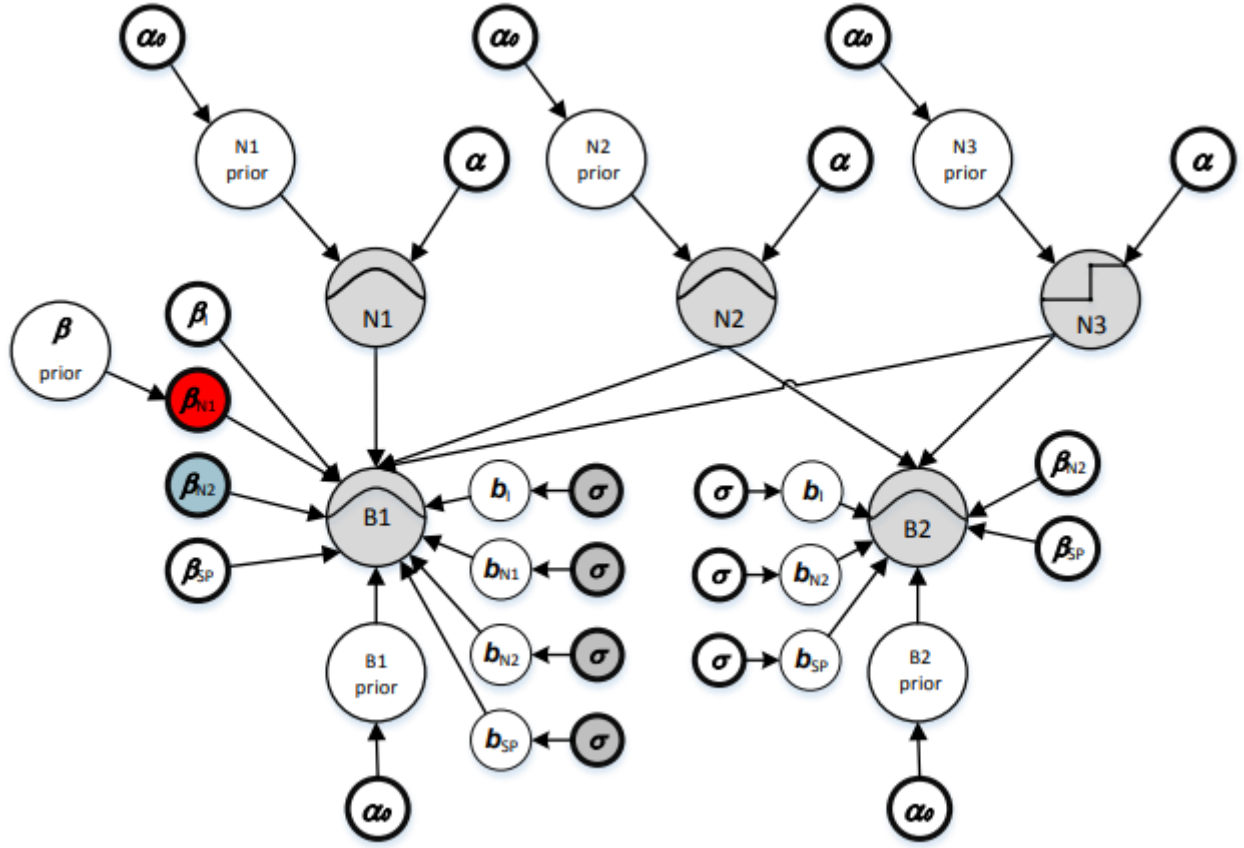 α₀
α₀
α₀
N1
prior
N2
prior
N3
prior
α
α
α
N1
N2
N3
β
prior
βI
βN1
βN2
βSP
B1
bI
σ
bN1
σ
bN2
σ
bSP
σ
σ
bI
σ
bN2
σ
bSP
B2
βN2
βSP
B1
prior
B2
prior
α₀
α₀